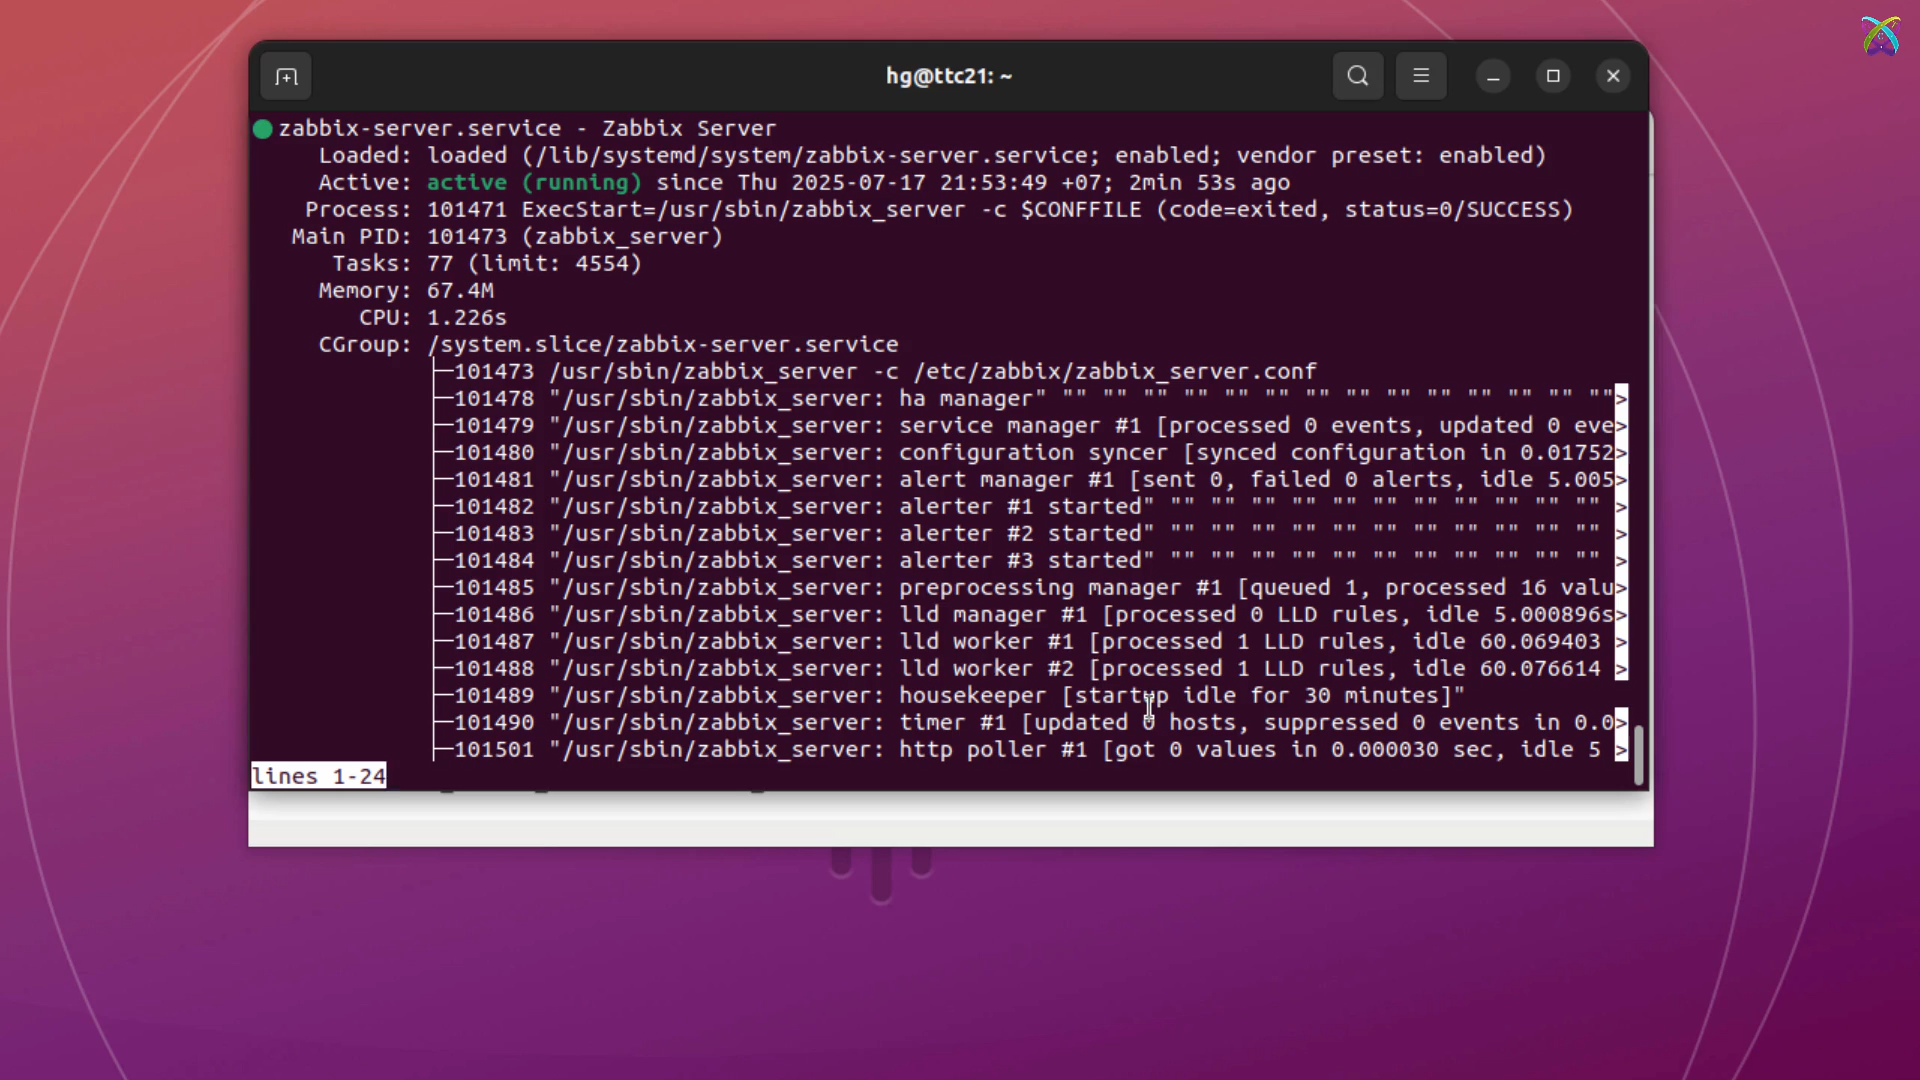 hg@ttc21: ~
zabbix-server.service - Zabbix Server
Loaded: loaded (/lib/systemd/system/zabbix-server.service; enabled; vendor preset: enabled)
Active: active (running) since Thu 2025-07-17 21:53:49 +07; 2min 53s ago
Process: 101471 ExecStart=/usr/sbin/zabbix_server -c $CONFFILE (code=exited, status=0/SUCCESS)
Main PID: 101473 (zabbix_server)
Tasks: 77 (limit: 4554)
Memory: 67.4M
CPU: 1.226s
CGroup: /system.slice/zabbix-server.service
├─101473 /usr/sbin/zabbix_server -c /etc/zabbix/zabbix_server.conf
├─101478 "/usr/sbin/zabbix_server: ha manager" "" "" "" "" "" "" "" "" "" "" "" "" "" "">
├─101479 "/usr/sbin/zabbix_server: service manager #1 [processed 0 events, updated 0 eve>
├─101480 "/usr/sbin/zabbix_server: configuration syncer [synced configuration in 0.01752>
├─101481 "/usr/sbin/zabbix_server: alert manager #1 [sent 0, failed 0 alerts, idle 5.005>
├─101482 "/usr/sbin/zabbix_server: alerter #1 started" "" "" "" "" "" "" "" "" "" "" "" >
├─101483 "/usr/sbin/zabbix_server: alerter #2 started" "" "" "" "" "" "" "" "" "" "" "" >
├─101484 "/usr/sbin/zabbix_server: alerter #3 started" "" "" "" "" "" "" "" "" "" "" "" >
├─101485 "/usr/sbin/zabbix_server: preprocessing manager #1 [queued 1, processed 16 valu>
├─101486 "/usr/sbin/zabbix_server: lld manager #1 [processed 0 LLD rules, idle 5.000896s>
├─101487 "/usr/sbin/zabbix_server: lld worker #1 [processed 1 LLD rules, idle 60.069403 >
├─101488 "/usr/sbin/zabbix_server: lld worker #2 [processed 1 LLD rules, idle 60.076614 >
├─101489 "/usr/sbin/zabbix_server: housekeeper [startup idle for 30 minutes]"
├─101490 "/usr/sbin/zabbix_server: timer #1 [updated 0 hosts, suppressed 0 events in 0.0>
├─101501 "/usr/sbin/zabbix_server: http poller #1 [got 0 values in 0.000030 sec, idle 5 >
lines 1-24